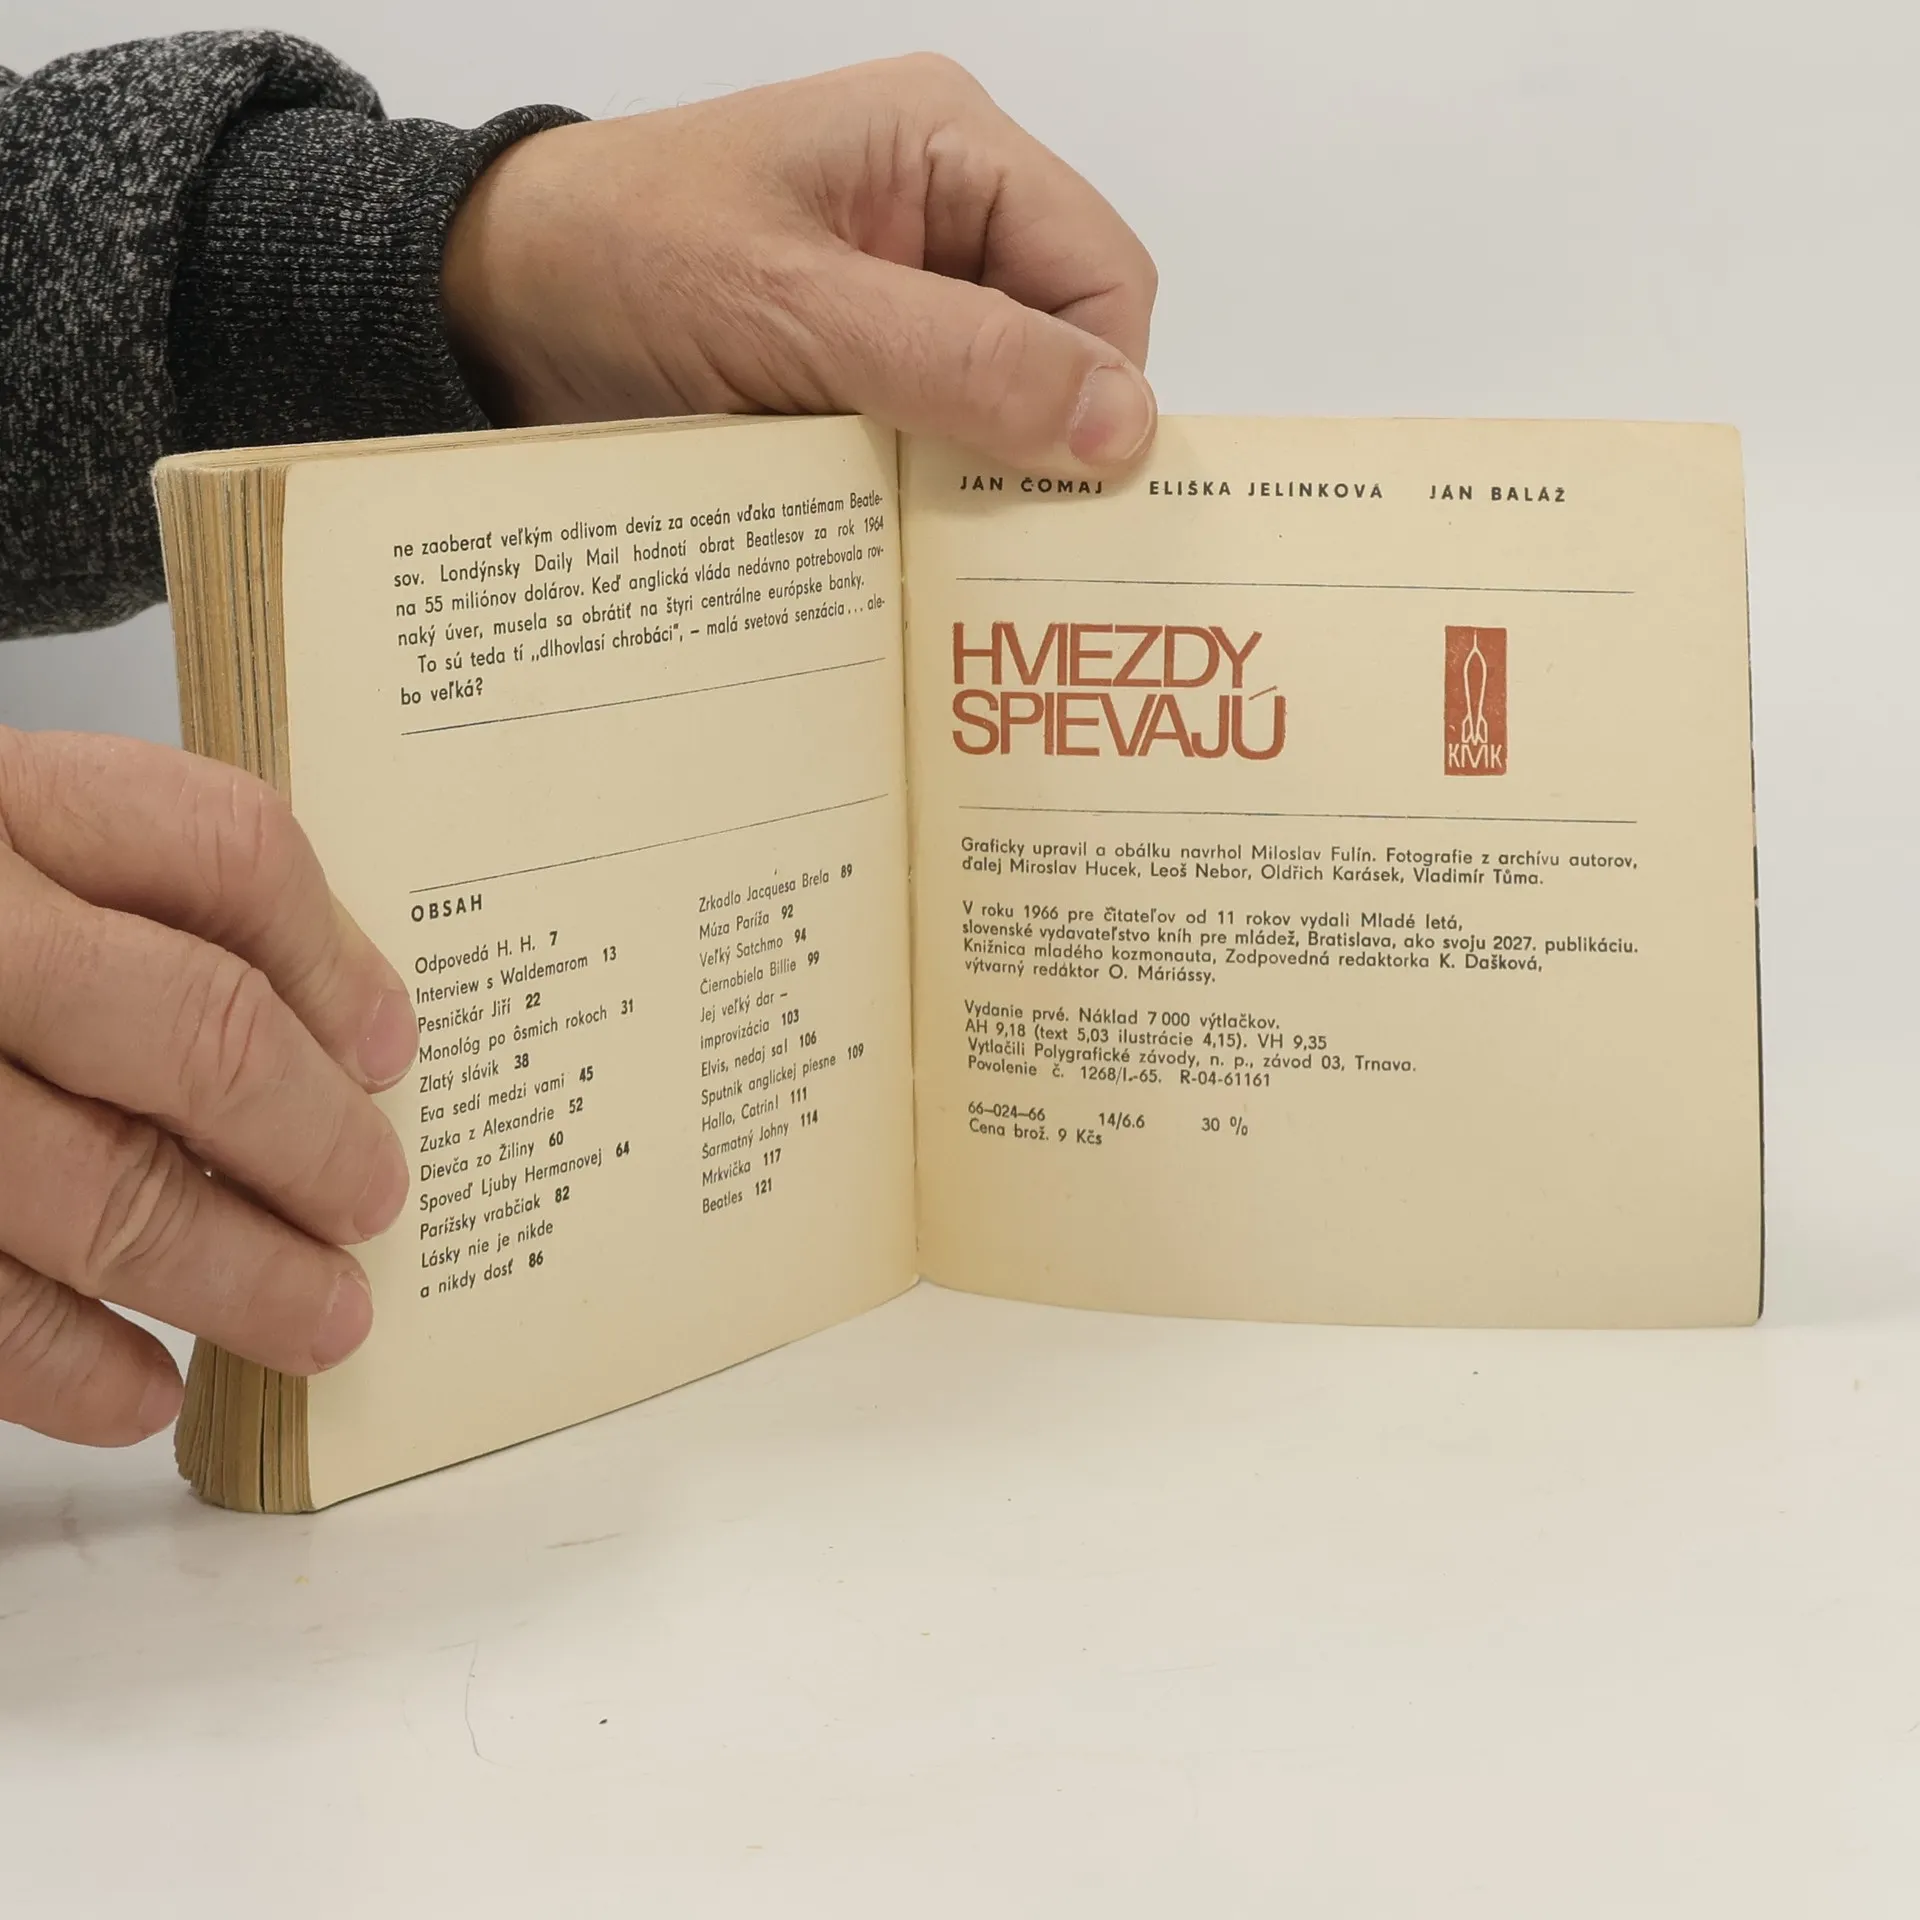 ne zaoberať veľkým odlivom devíz za oceán vďaka tantiémam Beatle-
sov. Londýnsky Daily Mail hodnotí obrat Beatlesov za rok 1964
na 55 miliónov dolárov. Keď anglická vláda nedávno potrebovala rov-
naký úver, musela sa obrátiť na štyri centrálne európske banky.
To sú teda tí „dlhovlasí chrobáci", – malá svetová senzácia... ale-
bo veľká?
OBSAH
Odpovedá H. H. 7
Interview s Waldemarom 13
Pesničkár Jiří 22
Monológ po ôsmich rokoch 31
Zlatý slávik 38
Eva sedí medzi vami 45
Zuzka z Alexandrie 52
Dievča zo Žiliny 60
Spoveď Ljuby Hermanovej 64
Parížsky vrabčiak 82
Lásky nie je nikde
a nikdy dosť 86
Zrkadlo Jacquesa Brela 89
Múza Paríža 92
Veľký Satchmo 94
Čiernobiela Billie 99
Jej veľký dar –
improvizácia 103
Elvis, nedaj sa! 106
Sputnik anglickej piesne 109
Hallo, Catrin! 111
Šarmatný Johny 114
Mrkvička 117
Beatles 121
JÁN ČOMAJ ELIŠKA JELÍNKOVÁ JÁN BALÁŽ
HVIEZDY
SPIEVAJÚ
KMK
Graficky upravil a obálku navrhol Miloslav Fulín. Fotografie z archívu autorov,
ďalej Miroslav Hucek, Leoš Nebor, Oldřich Karásek, Vladimír Tůma.
V roku 1966 pre čitateľov od 11 rokov vydali Mladé letá,
slovenské vydavateľstvo kníh pre mládež, Bratislava, ako svoju 2027. publikáciu.
Knižnica mladého kozmonauta, Zodpovedná redaktorka K. Dašková,
výtvarný redáktor O. Máriássy.
Vydanie prvé. Náklad 7 000 výtlačkov.
AH 9,18 (text 5,03 ilustrácie 4,15). VH 9,35
Vytlačili Polygrafické závody, n. p., závod 03, Trnava.
Povolenie č. 1268/I.-65. R-04-61161
66–024–66 14/6.6 30 %
Cena brož. 9 Kčs